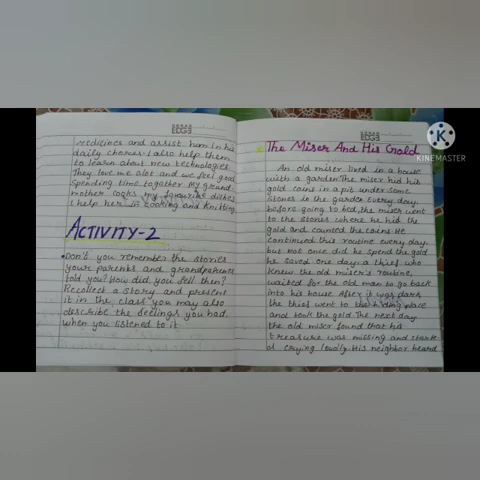 medicines and assist him in his
daily chores. I also help them
to learn about new technologies
They love me alot and we feel good
spending time together. My grand
mother cooks my favourite dishes
I help her in cooking and knitting
ACTIVITY-2
Don't you remember the stories
your parents and grandparents
told you? How did you fell them?
Recollect a story and present
it in the class you may also
describe the feelings you had
when you listened to it
The Miser And His Gold
An old miser lived in a house
with a garden. The miser hid his
gold coins in a pit under some
stones in the garden. Every day
before going to bed, the miser went
to the stones where he hid the
gold and counted the coins. He
continued this routine every day
but not once did he spend the gold
he saved. One day, a thief who
knew the old miser's routine,
waited for the old man to go back
into his house. After it was dark
the thief went to the hiding place
and took the gold. The next day
the old miser found that his
treasure was missing and start-
ed crying loudly. His neighbor heard
KINEMASTER